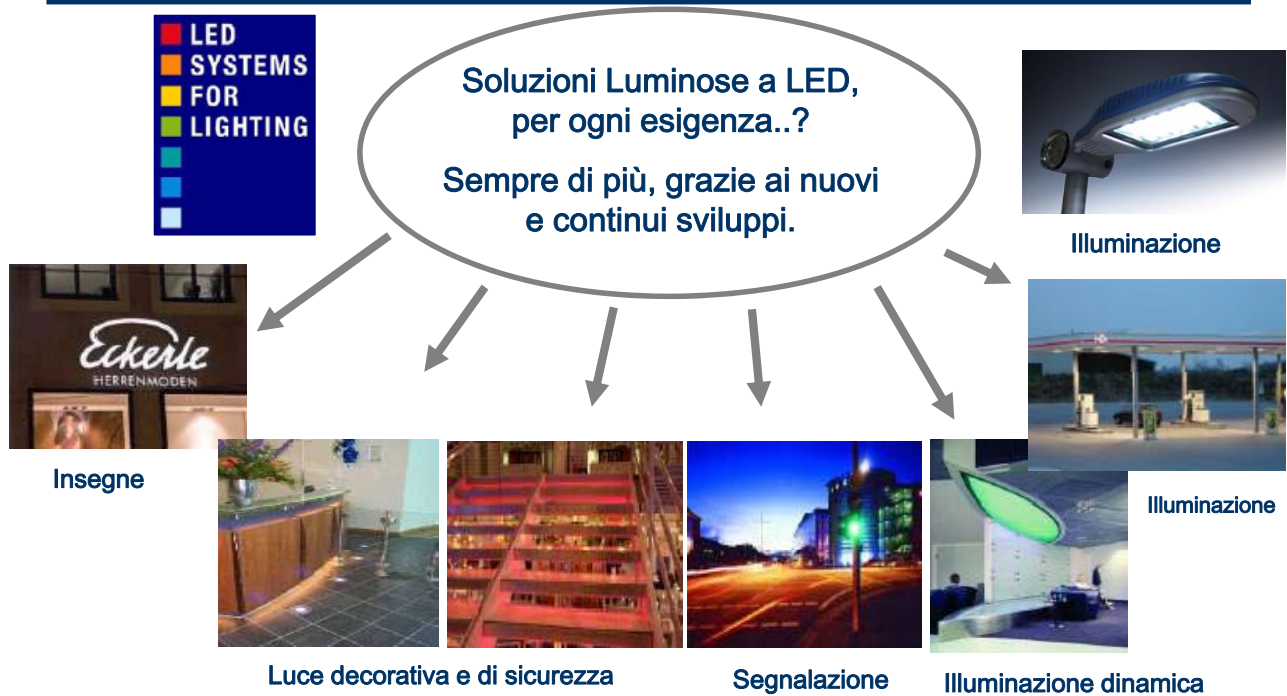 LED
SYSTEMS
FOR
LIGHTING
Soluzioni Luminose a LED,
per ogni esigenza..?
Sempre di più, grazie ai nuovi
e continui sviluppi.
Illuminazione
Eckerle
HERRENMODEN
Insegne
Illuminazione
Luce decorativa e di sicurezza
Segnalazione
Illuminazione dinamica